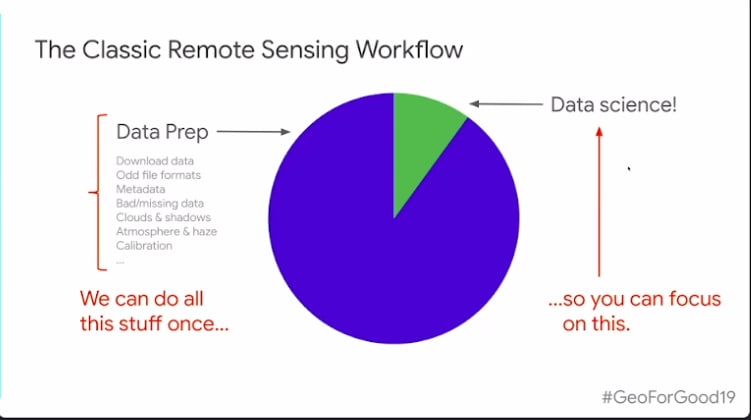 The Classic Remote Sensing Workflow
Data Prep
Download data
Odd file formats
Metadata
Bad/missing data
Clouds & shadows
Atmosphere & haze
Calibration
...
We can do all
this stuff once...
Data science!
...so you can focus
on this.
#GeoForGood19